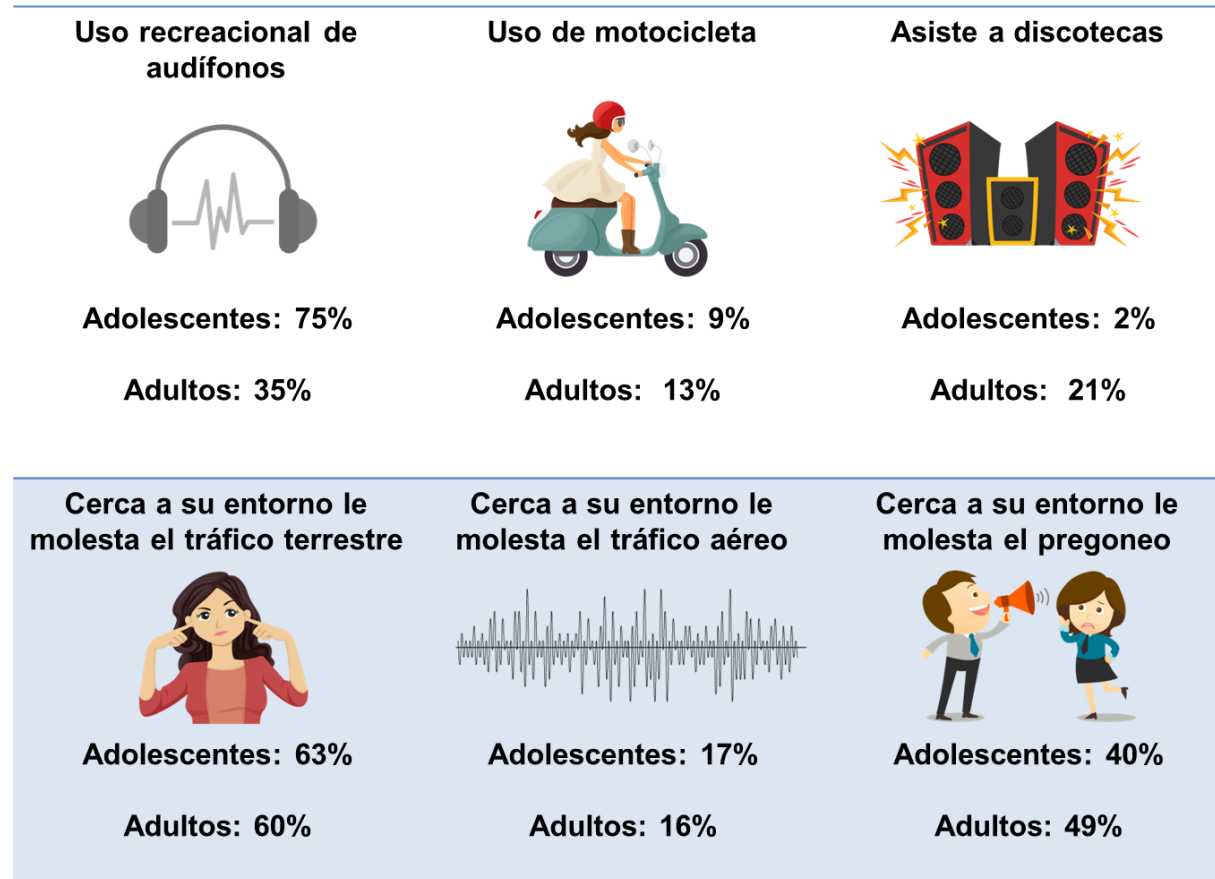 Uso recreacional de
audífonos
Adolescentes: 75%
Adultos: 35%
Uso de motocicleta
Adolescentes: 9%
Adultos: 13%
Asiste a discotecas
Adolescentes: 2%
Adultos: 21%
Cerca a su entorno le
molesta el tráfico terrestre
Adolescentes: 63%
Adultos: 60%
Cerca a su entorno le
molesta el tráfico aéreo
Adolescentes: 17%
Adultos: 16%
Cerca a su entorno le
molesta el pregoneo
Adolescentes: 40%
Adultos: 49%